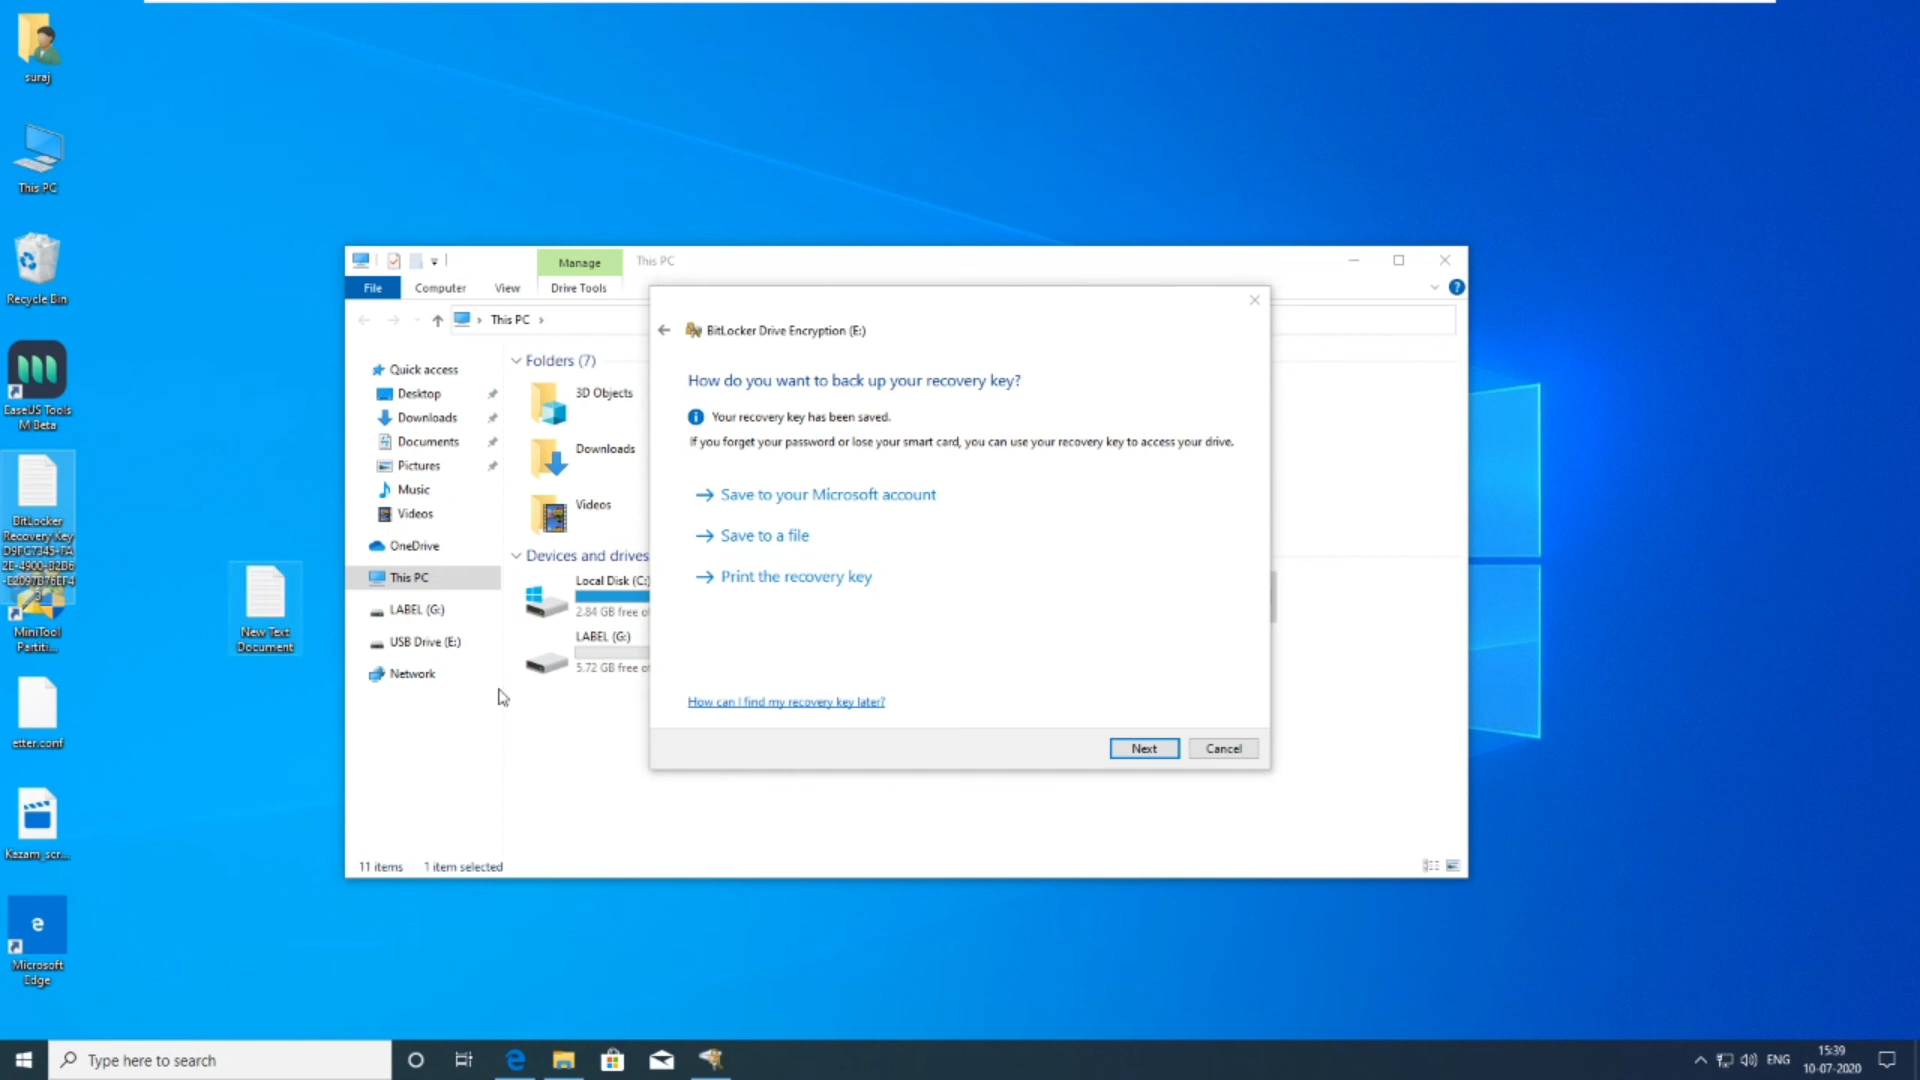 suraj
This PC
Recycle Bin
EaseUS Tools
M Beta
BitLocker
Recovery Key
MiniTool
Partiti...
etter.conf
Kazam_scr...
Microsoft
Edge
New Text
Document
Manage
This PC
File
Computer
View
Drive Tools
This PC
Quick access
Desktop
Downloads
Documents
Pictures
Music
Videos
OneDrive
This PC
LABEL (G:)
USB Drive (E:)
Network
Folders (7)
3D Objects
Downloads
Videos
Devices and drives
Local Disk (C:)
2.84 GB free o
LABEL (G:)
5.72 GB free o
11 items
1 item selected
BitLocker Drive Encryption (E:)
How do you want to back up your recovery key?
Your recovery key has been saved.
If you forget your password or lose your smart card, you can use your recovery key to access your drive.
Save to your Microsoft account
Save to a file
Print the recovery key
How can I find my recovery key later?
Next
Cancel
Type here to search
ENG
15:39
10-07-2020